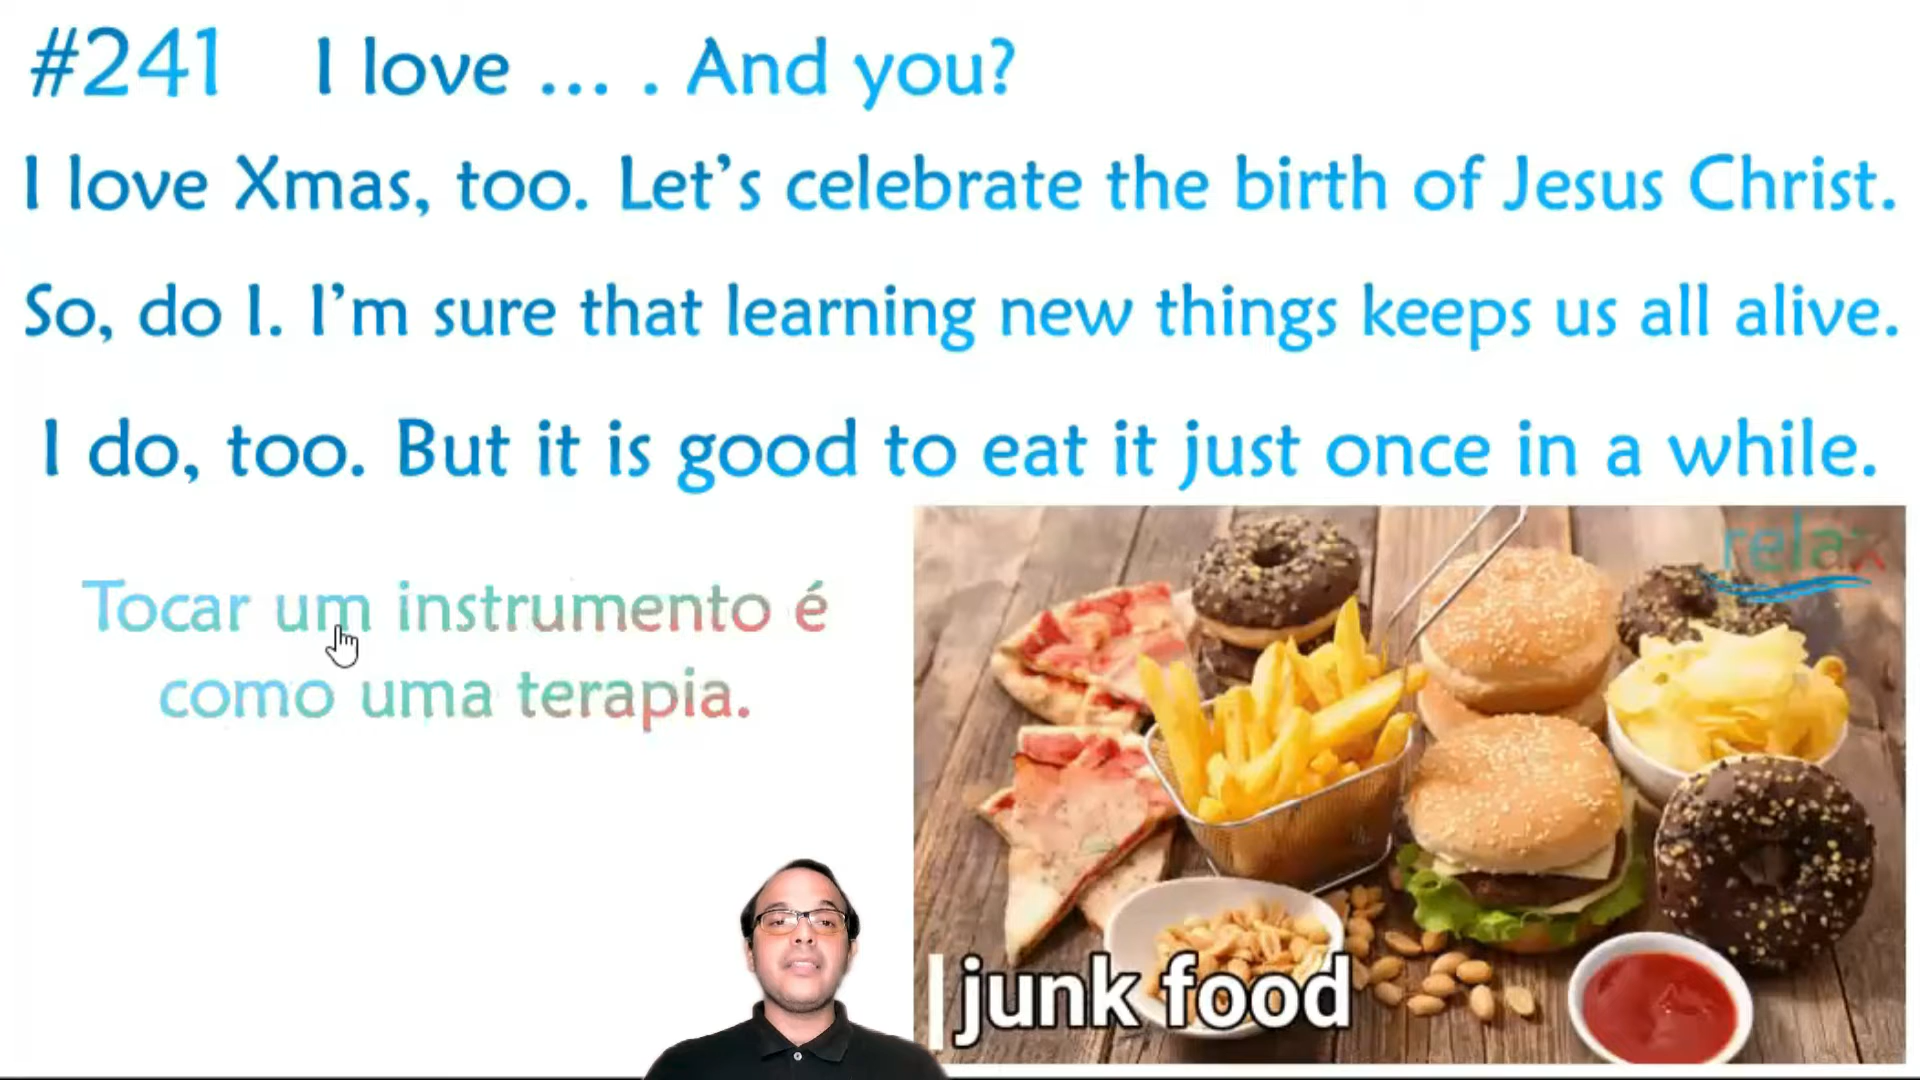 #241 I love ... . And you?
I love Xmas, too. Let's celebrate the birth of Jesus Christ.
So, do I. I'm sure that learning new things keeps us all alive.
I do, too. But it is good to eat it just once in a while.
Tocar um instrumento é
como uma terapia.
relax
junk food